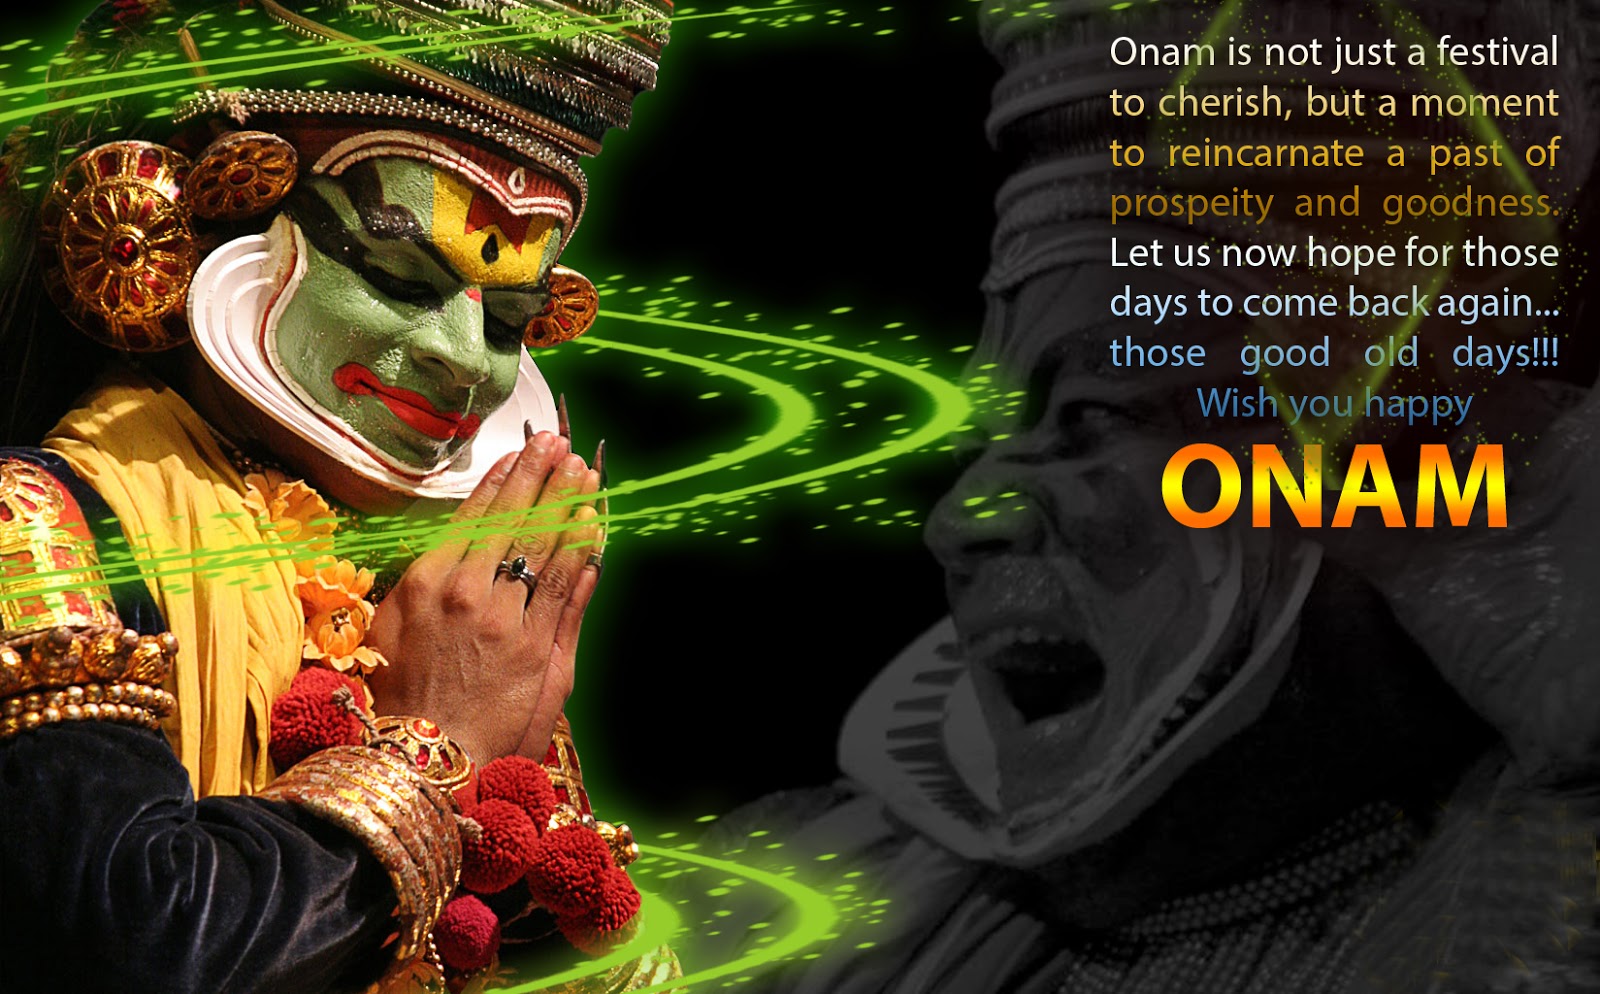 Onam is not just a festival
to cherish, but a moment
to reincarnate a past of
prospeity and goodness.
Let us now hope for those
days to come back again...
those good old days!!!
Wish you happy
ONAM